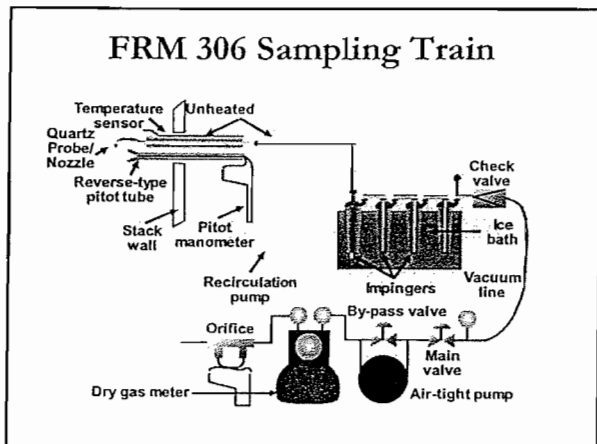 FRM 306 Sampling Train
Temperature
sensor
Unheated
Quartz
Probe/
Nozzle
Reverse-type
pitot tube
Check
valve
Stack
wall
Pitot
manometer
Ice
bath
Recirculation
pump
Impingers
Vacuum
line
By-pass valve
Orifice
Main
valve
Dry gas meter
Air-tight pump